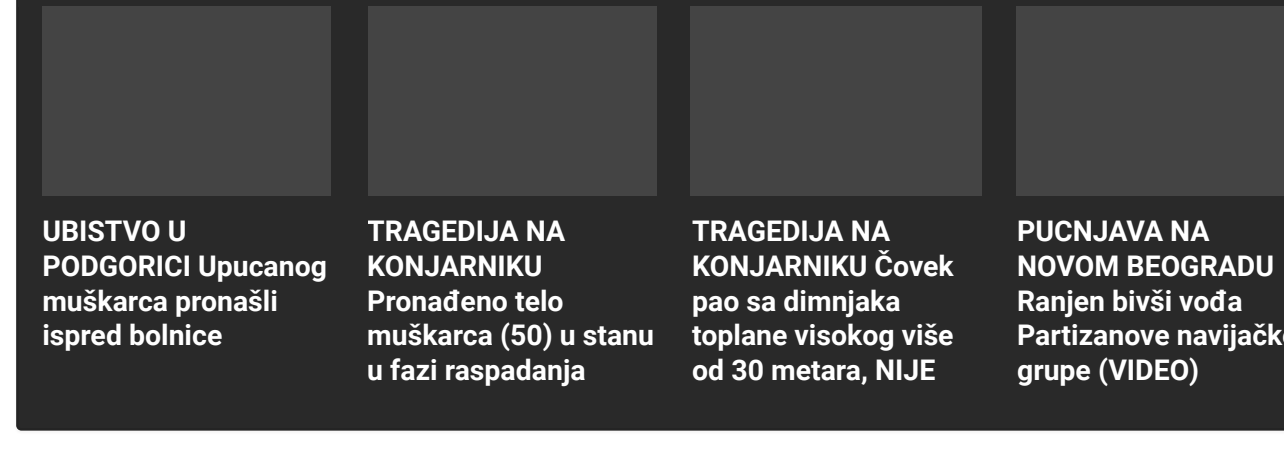 UBISTVO U
PODGORICI Upucanog
muškarca pronašli
ispred bolnice
TRAGEDIJA NA
KONJARNIKU
Pronađeno telo
muškarca (50) u stanu
u fazi raspadanja
TRAGEDIJA NA
KONJARNIKU Čovek
pao sa dimnjaka
toplane visokog više
od 30 metara, NIJE
PUCNJAVA NA
NOVOM BEOGRADU
Ranjen bivši vođa
Partizanove
grupe (VIDEO)